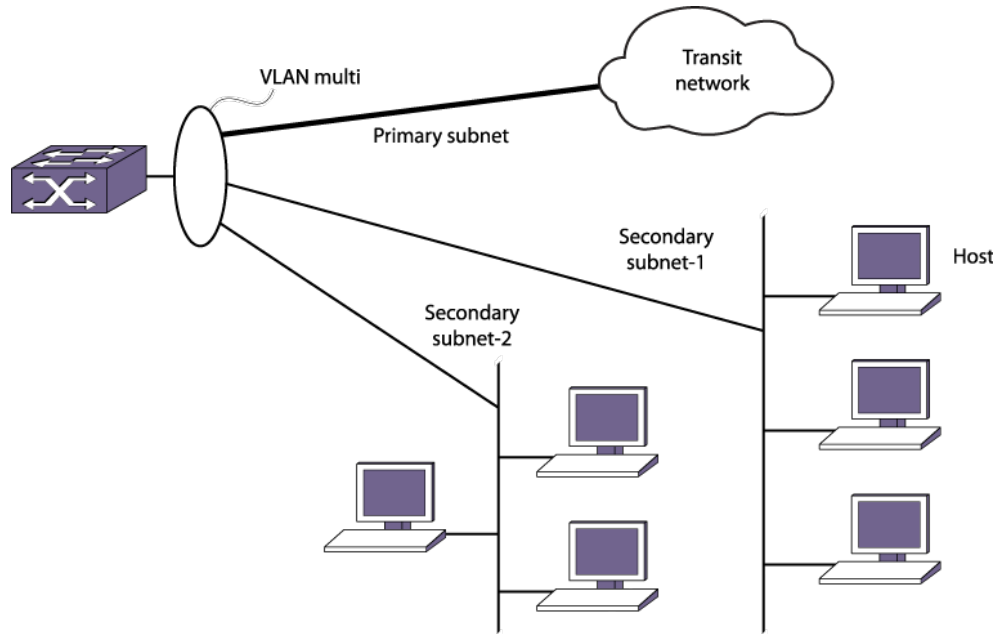 VLAN multi
Transit
network
Primary subnet
Secondary
subnet-1
Host
Secondary
subnet-2